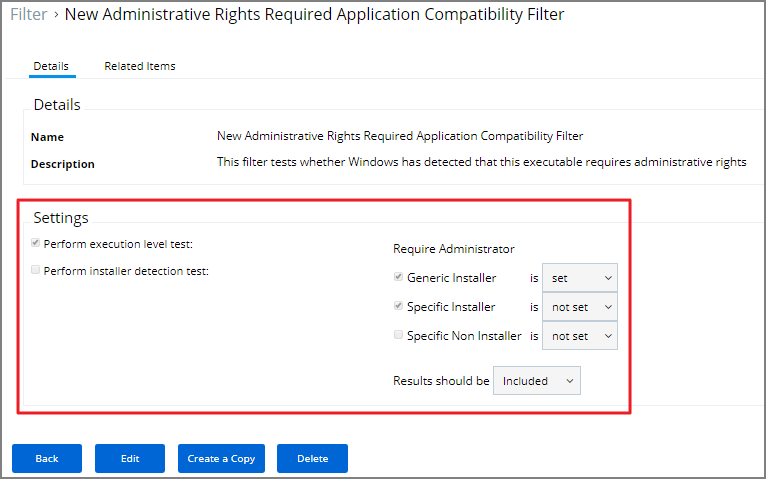 Filter › New Administrative Rights Required Application Compatibility Filter
Details Related Items
Details
Name New Administrative Rights Required Application Compatibility Filter
Description This filter tests whether Windows has detected that this executable requires administrative rights
Settings
Perform execution level test: Require Administrator
Perform installer detection test: Generic Installer is set
Specific Installer is not set
Specific Non Installer is not set
Results should be Included
Back Edit Create a Copy Delete